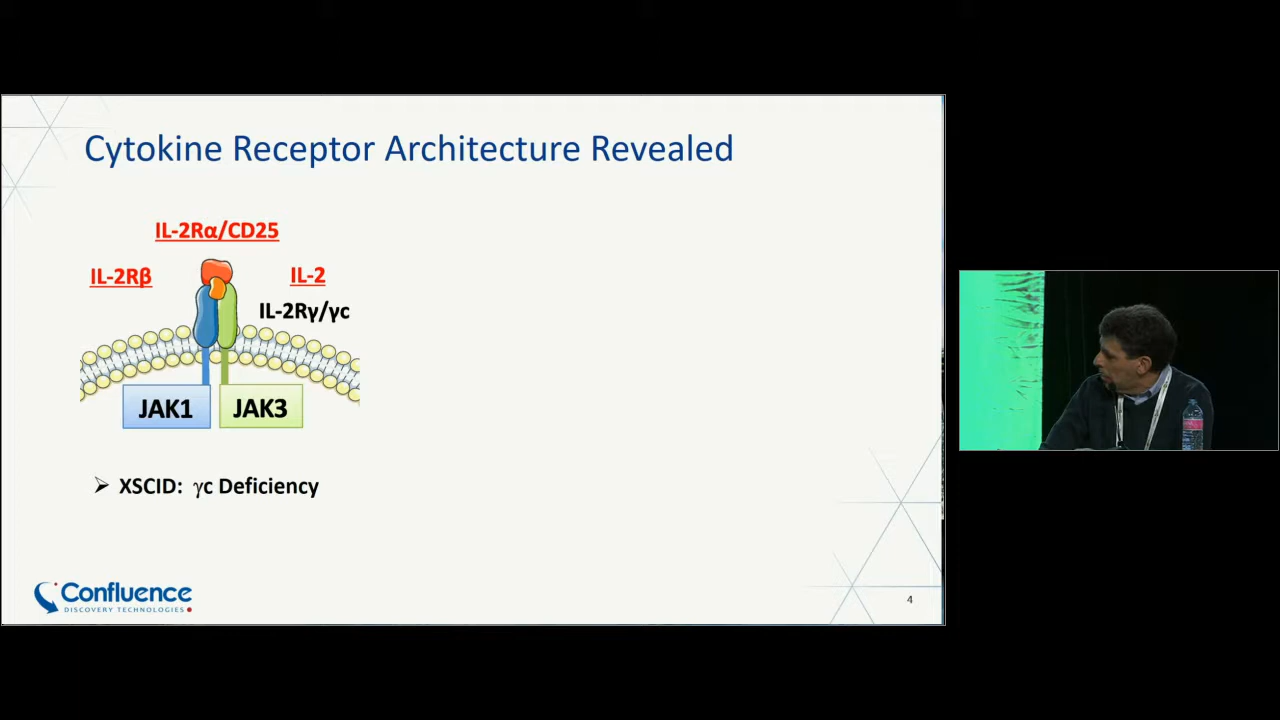 Cytokine Receptor Architecture Revealed
IL-2Rα/CD25
IL-2Rβ
IL-2
IL-2Rγ/γc
JAK1
JAK3
➢ XSCID: γc Deficiency
Confluence
DISCOVERY TECHNOLOGIES
4